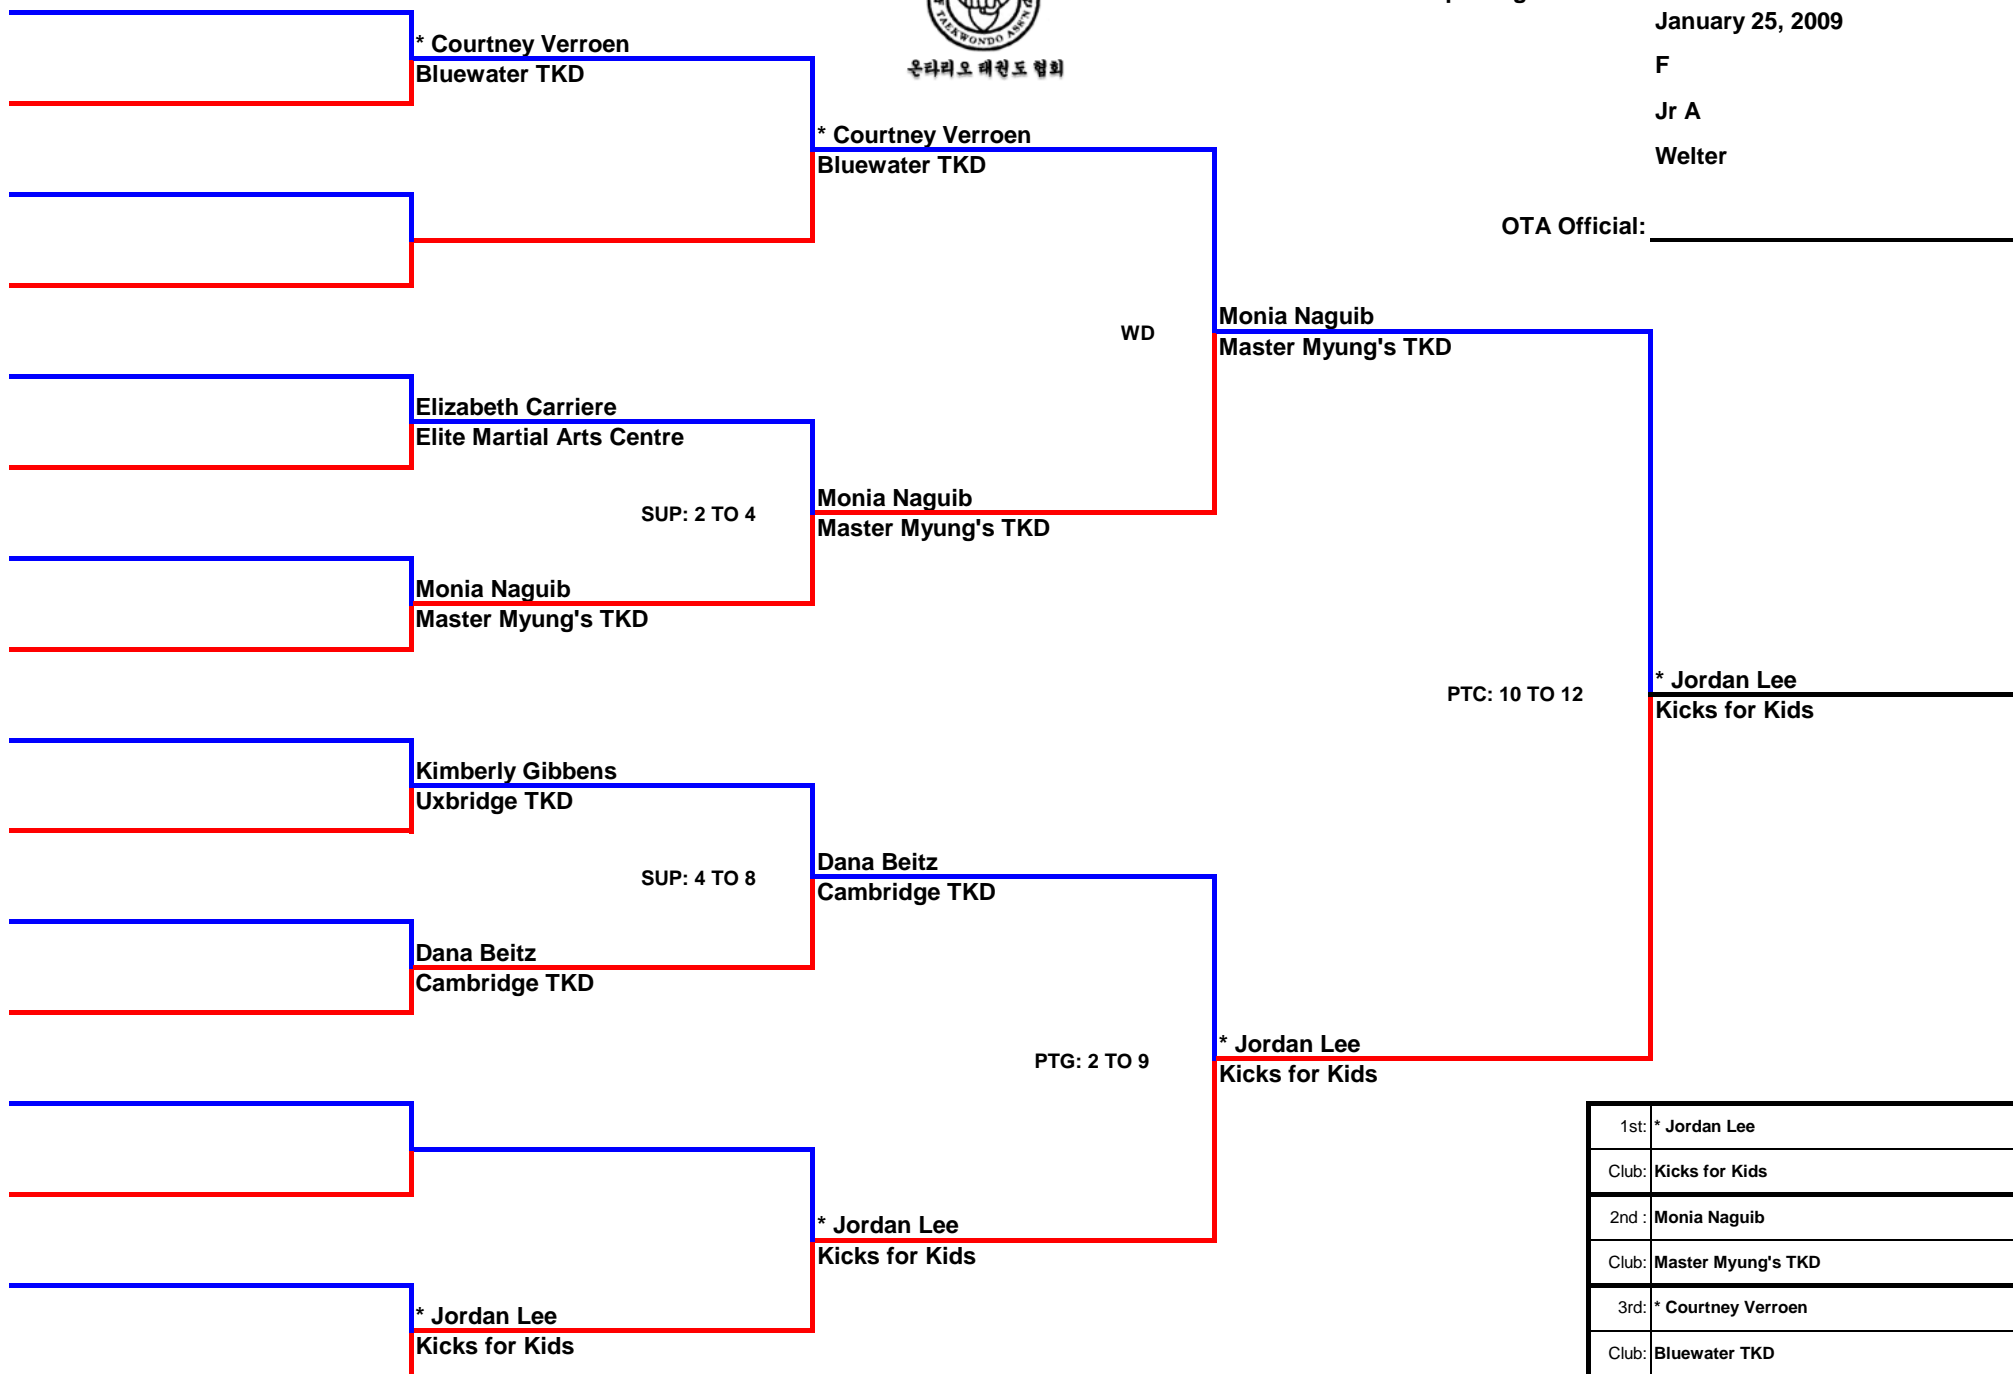 January 25, 2009
F
Jr A
Welter
OTA Official:
TAEKWONDO ASS'N
온타리오 태권도 협회
* Courtney Verroen
Bluewater TKD
* Courtney Verroen
Bluewater TKD
WD
Monia Naguib
Master Myung's TKD
Elizabeth Carriere
Elite Martial Arts Centre
SUP: 2 TO 4
Monia Naguib
Master Myung's TKD
Monia Naguib
Master Myung's TKD
PTC: 10 TO 12
* Jordan Lee
Kicks for Kids
Kimberly Gibbens
Uxbridge TKD
SUP: 4 TO 8
Dana Beitz
Cambridge TKD
Dana Beitz
Cambridge TKD
PTG: 2 TO 9
* Jordan Lee
Kicks for Kids
* Jordan Lee
Kicks for Kids
* Jordan Lee
Kicks for Kids
1st: * Jordan Lee
Club: Kicks for Kids
2nd : Monia Naguib
Club: Master Myung's TKD
3rd: * Courtney Verroen
Club: Bluewater TKD